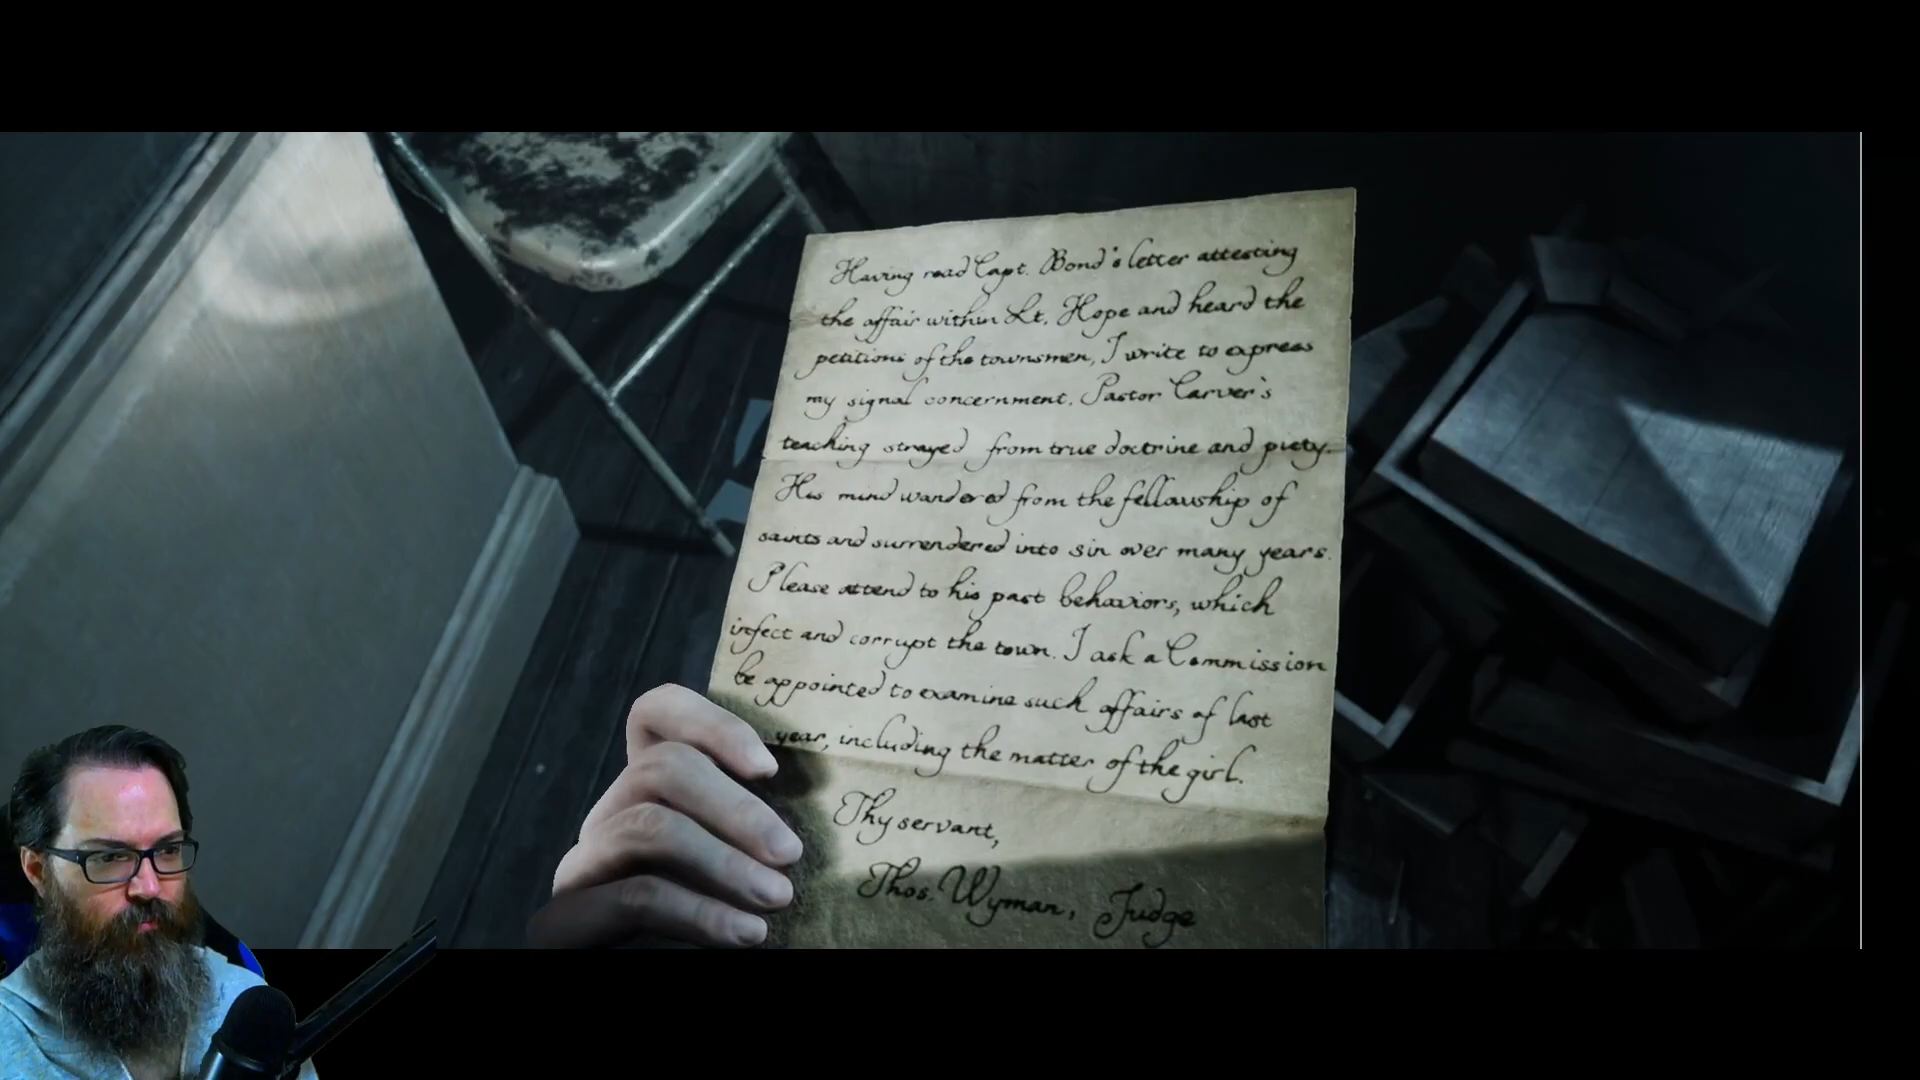 Having read Capt. Bond's letter attesting
the affair within Lt. Hope and heard the
petitions of the townsmen, I write to express
my signal concernment. Pastor Carver's
teaching strayed from true doctrine and piety.
His mind wandered from the fellowship of
saints and surrendered into sin over many years.
Please attend to his past behaviors, which
infect and corrupt the town. I ask a Commission
be appointed to examine such affairs of last
year, including the matter of the girl.
Thy servant,
Thos. Wyman, Judge